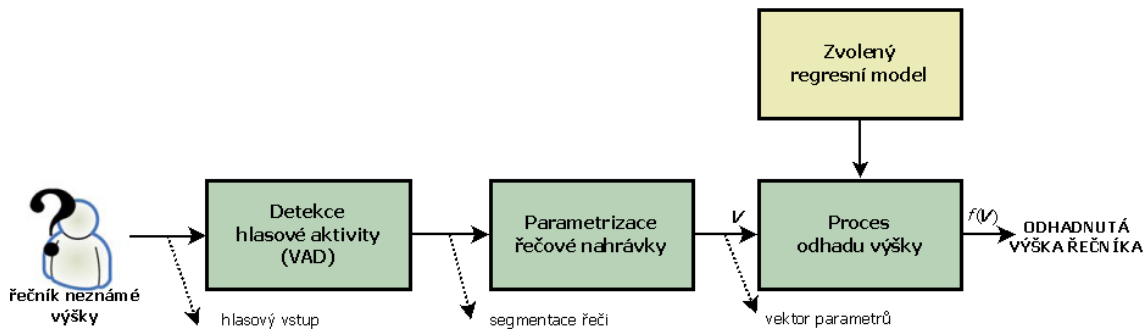 Zvolený
regresní model
?
řečník neznámé
výšky
Detekce
hlasové aktivity
(VAD)
Parametrizace
řečové nahrávky
V
Proces
odhadu výšky
f(V)
ODHADNUTÁ
VÝŠKA ŘEČNÍKA
hlasový vstup
segmentace řeči
vektor parametrů